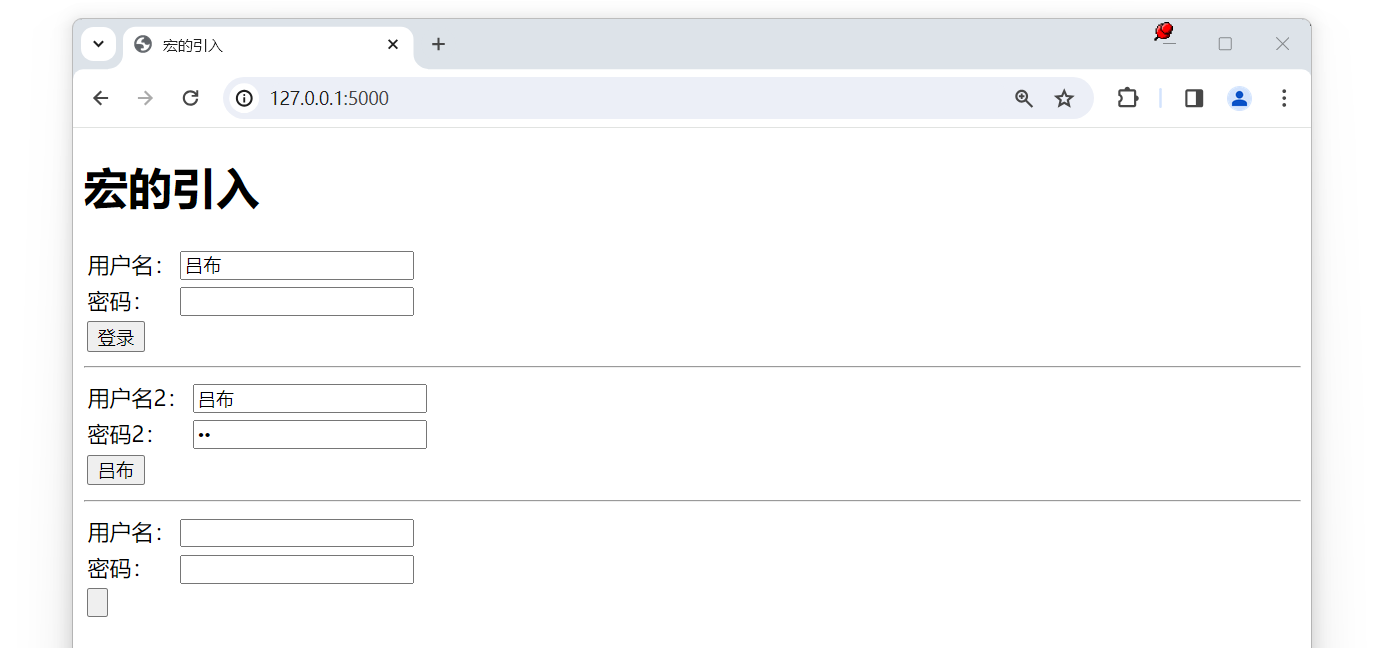 宏的引入
127.0.0.1:5000
宏的引入
用户名： 吕布
密码：
登录
用户名2： 吕布
密码2： ••
吕布
用户名：
密码：